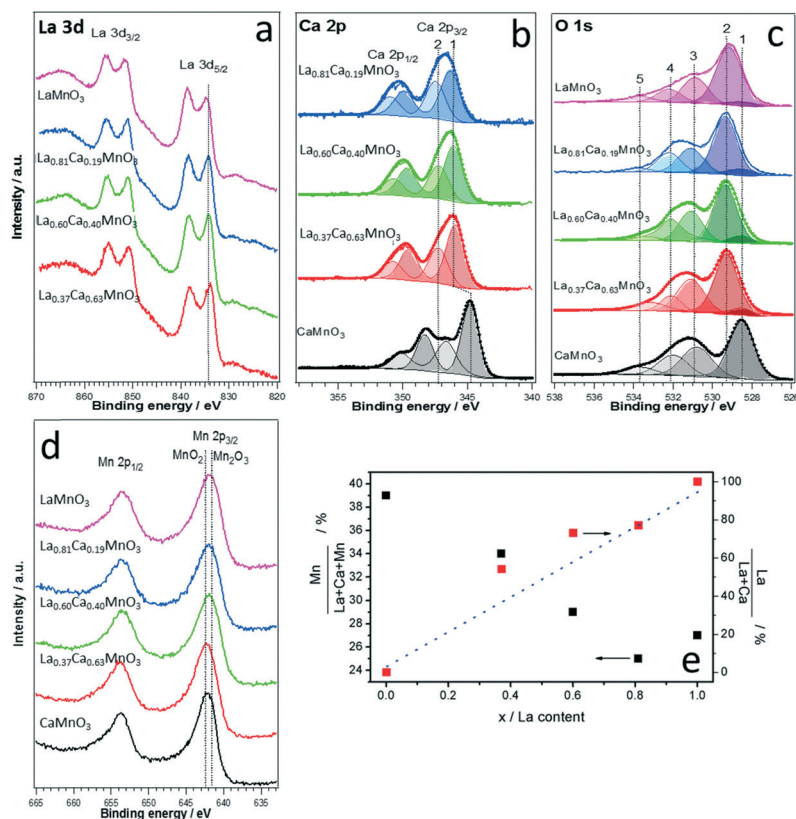 La 3d
a
La 3d3/2
La 3d5/2
LaMnO3
La0.81Ca0.19MnO3
La0.60Ca0.40MnO3
La0.37Ca0.63MnO3
Intensity / a.u.
870 860 850 840 830 820
Binding energy / eV
Ca 2p
b
Ca 2p3/2
Ca 2p1/2
2 1
La0.81Ca0.19MnO3
La0.60Ca0.40MnO3
La0.37Ca0.63MnO3
CaMnO3
355 350 345 340
Binding energy / eV
O 1s
c
5 4 3 2 1
LaMnO3
La0.81Ca0.19MnO3
La0.60Ca0.40MnO3
La0.37Ca0.63MnO3
CaMnO3
538 536 534 532 530 528 526
Binding energy / eV
d
Mn 2p3/2
Mn 2p1/2
MnO2
Mn2O3
LaMnO3
La0.81Ca0.19MnO3
La0.60Ca0.40MnO3
La0.37Ca0.63MnO3
CaMnO3
Intensity / a.u.
665 660 655 650 645 640 635
Binding energy / eV
e
Mn
La+Ca+Mn
/ %
40
38
36
34
32
30
28
26
24
100
80
60
40
20
0
La
La+Ca
/ %
0.0 0.2 0.4 0.6 0.8 1.0
x / La content